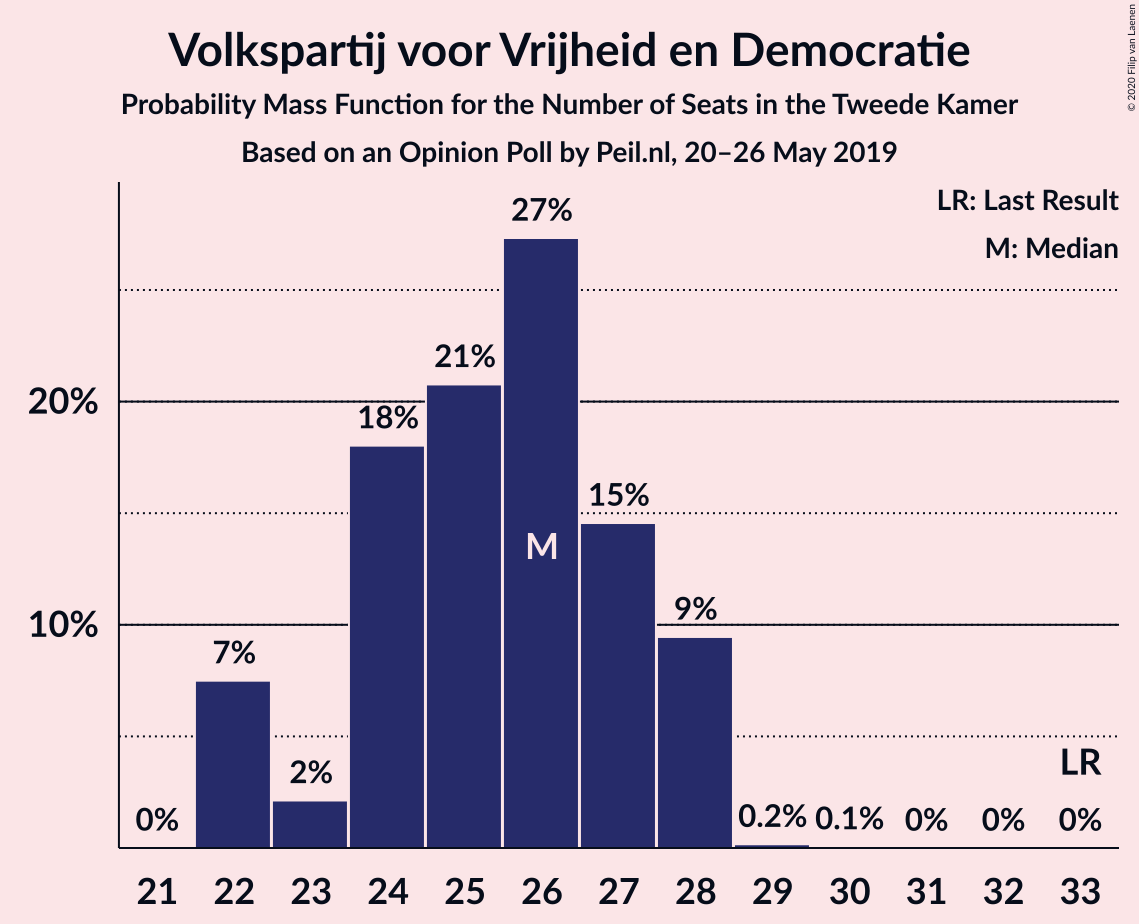 Volkspartij voor Vrijheid en Democratie
Probability Mass Function for the Number of Seats in the Tweede Kamer
Based on an Opinion Poll by Peil.nl, 20–26 May 2019
© 2020 Filip van Laenen
LR: Last Result
M: Median
27%
21%
20%
18%
15%
M
10%
9%
7%
2%
LR
0%
0.2%
0.1%
0%
0%
0%
21 22 23 24 25 26 27 28 29 30 31 32 33